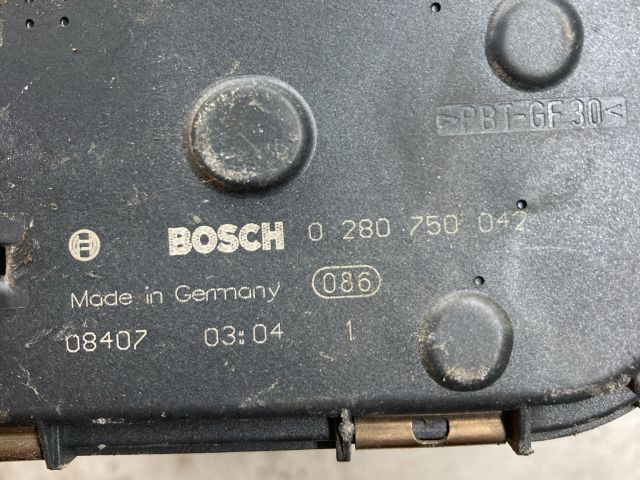 >PBT-GF30<
BOSCH 0 280 750 042
Made in Germany 086
08407 03:04 1